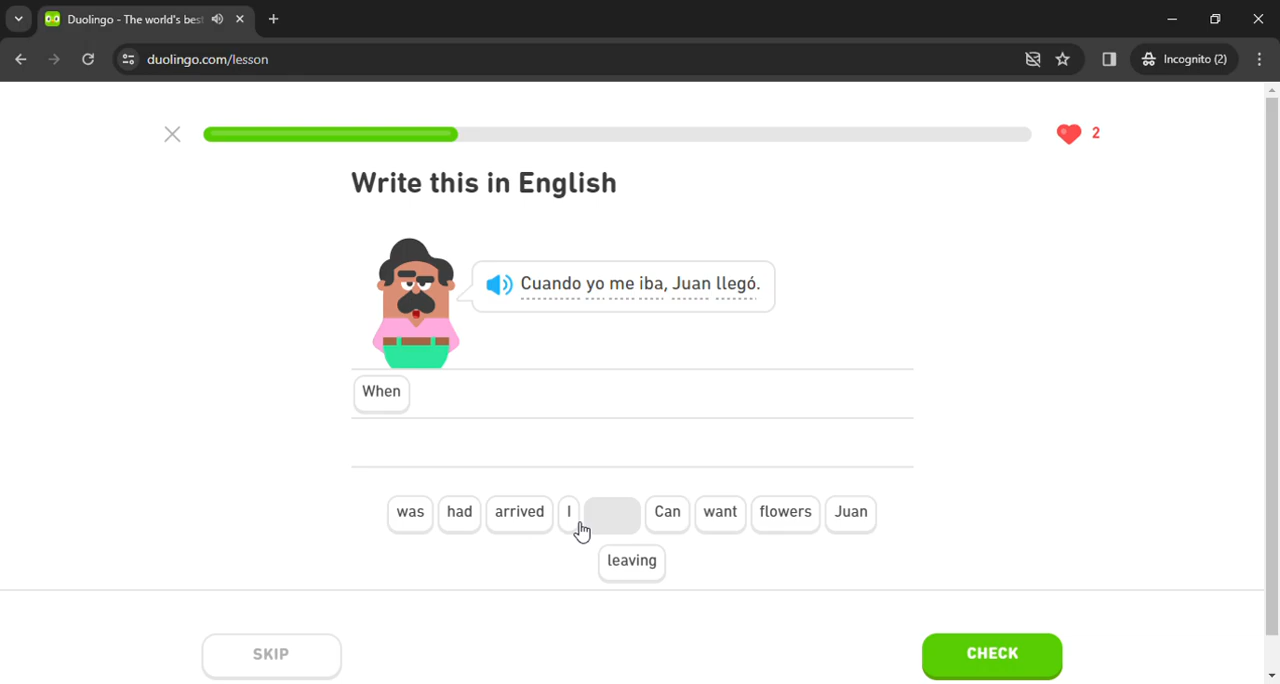 Duolingo - The world's bes
duolingo.com/lesson
Incognito (2)
2
Write this in English
Cuando yo me iba, Juan llegó.
When
was had arrived I Can want flowers Juan
leaving
SKIP
CHECK